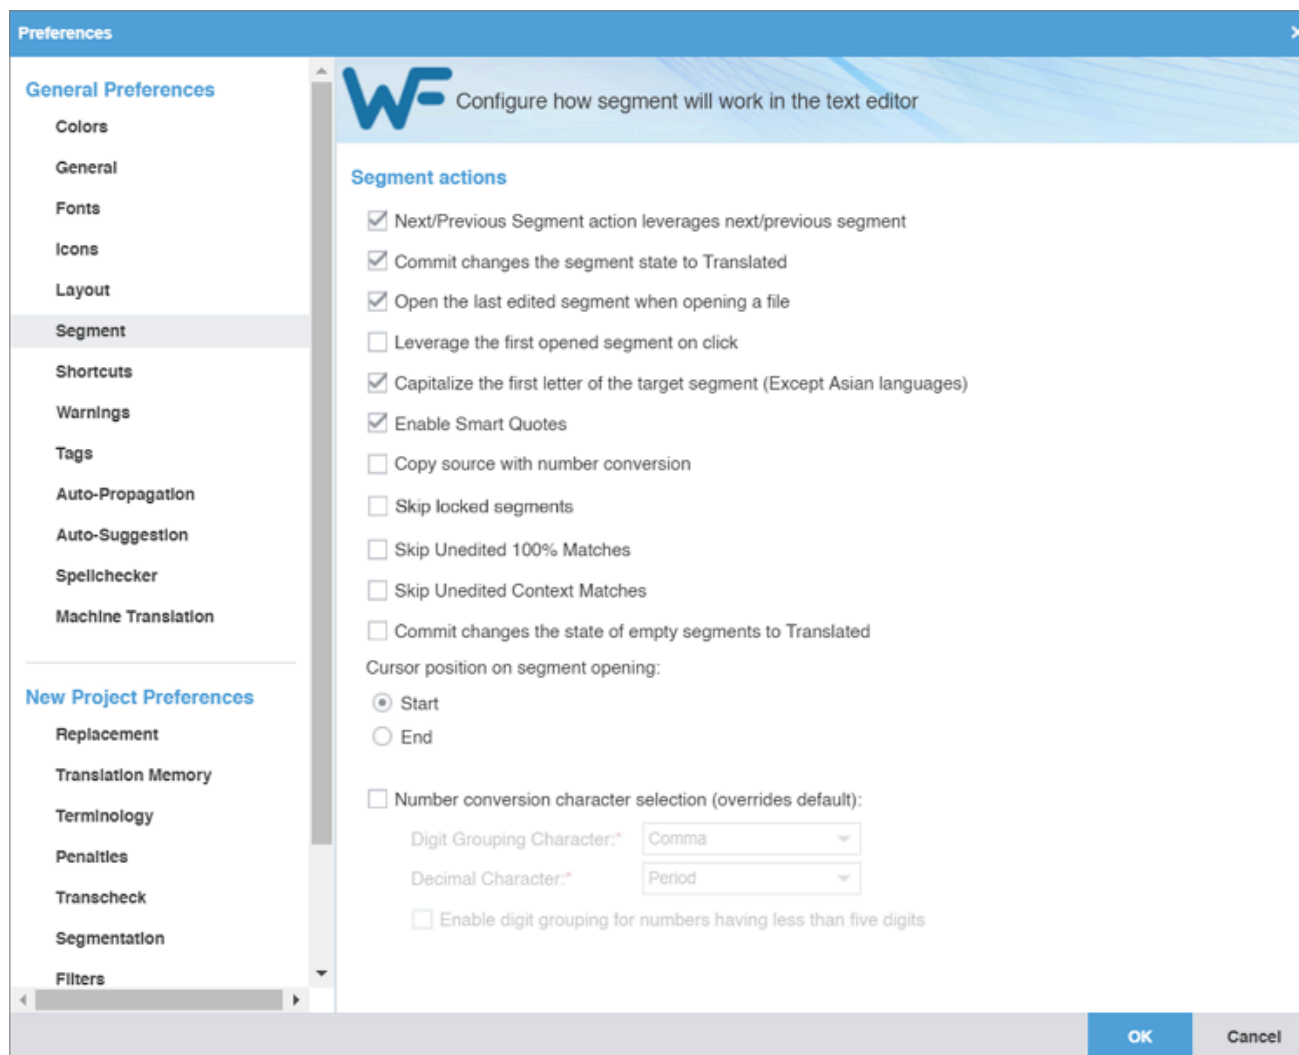 Preferences
General Preferences
Colors
General
Fonts
Icons
Layout
Segment
Shortcuts
Warnings
Tags
Auto-Propagation
Auto-Suggestion
Spellchecker
Machine Translation
New Project Preferences
Replacement
Translation Memory
Terminology
Penalties
Transcheck
Segmentation
Filters
WF
Configure how segment will work in the text editor
Segment actions
Next/Previous Segment action leverages next/previous segment
Commit changes the segment state to Translated
Open the last edited segment when opening a file
Leverage the first opened segment on click
Capitalize the first letter of the target segment (Except Asian languages)
Enable Smart Quotes
Copy source with number conversion
Skip locked segments
Skip Unedited 100% Matches
Skip Unedited Context Matches
Commit changes the state of empty segments to Translated
Cursor position on segment opening:
Start
End
Number conversion character selection (overrides default):
Digit Grouping Character:* Comma
Decimal Character:* Period
Enable digit grouping for numbers having less than five digits
OK Cancel